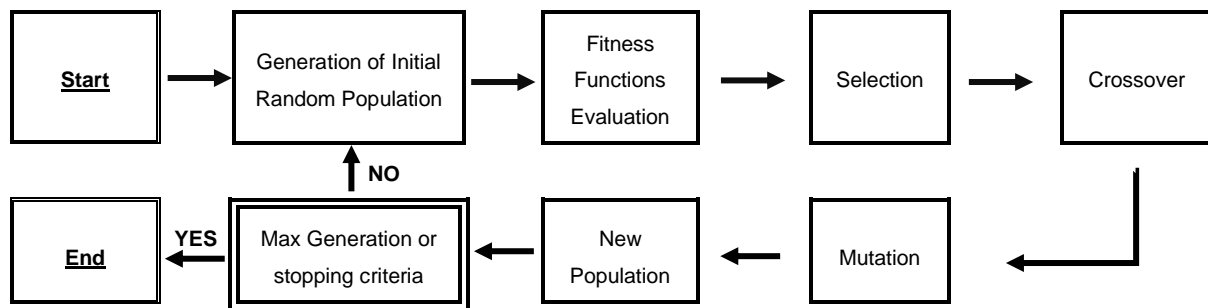 Start
Generation of Initial
Random Population
Fitness
Functions
Evaluation
Selection
Crossover
NO
End
YES
Max Generation or
stopping criteria
New
Population
Mutation